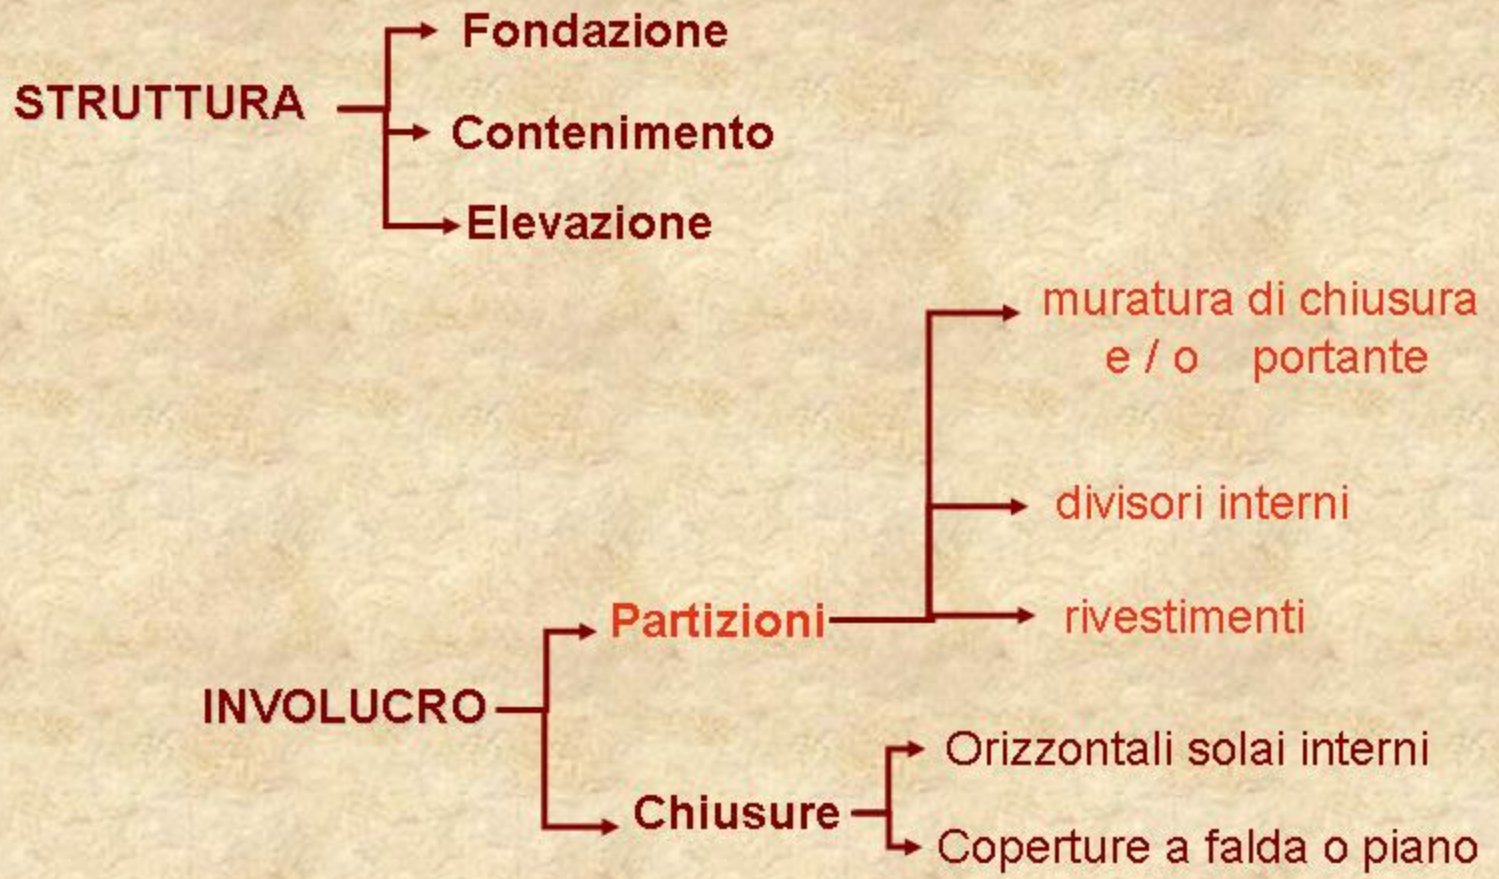 Fondazione
STRUTTURA
Contenimento
Elevazione
muratura di chiusura
e / o portante
divisori interni
Partizioni
rivestimenti
INVOLUCRO
Orizzontali solai interni
Chiusure
Coperture a falda o piano